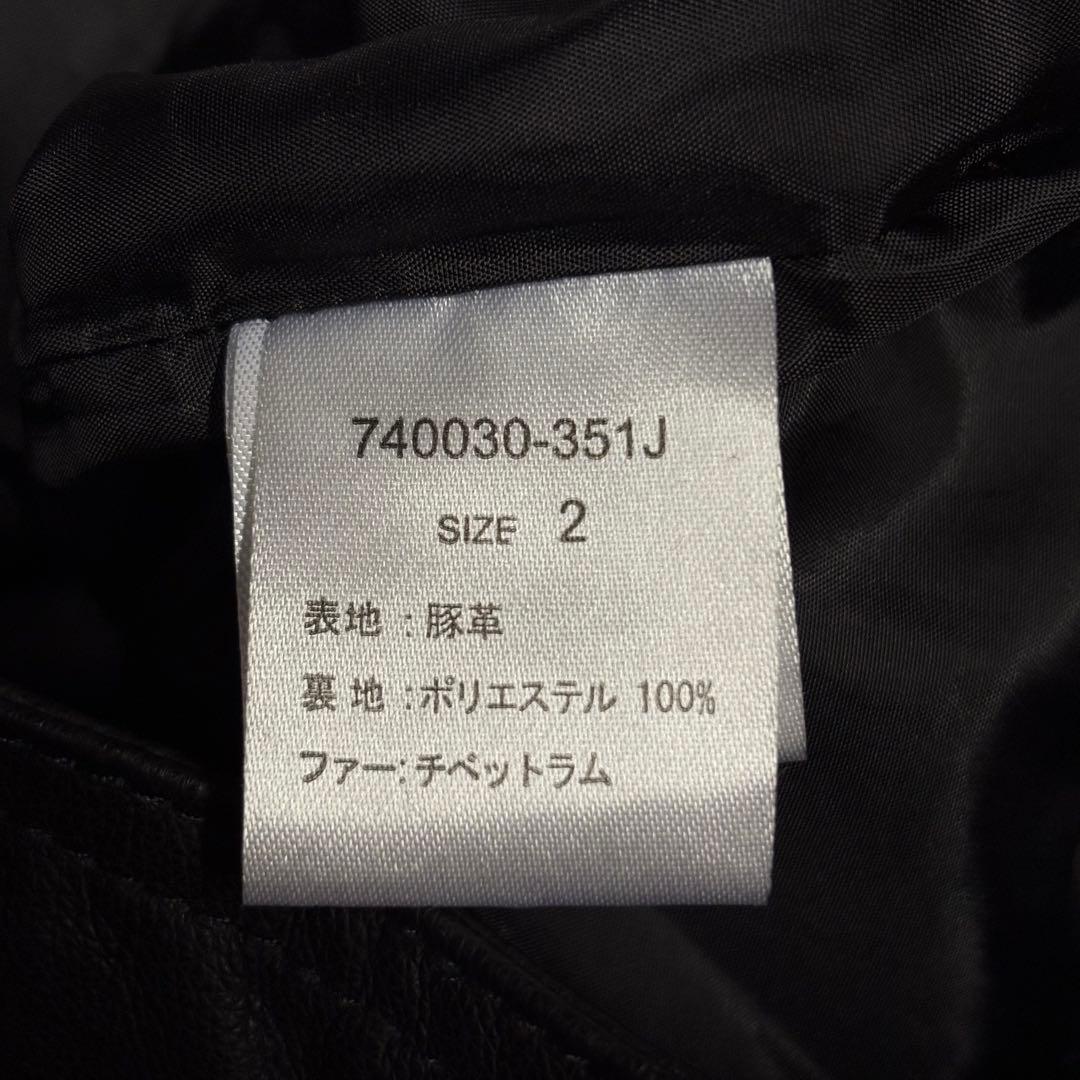 740030-351J
SIZE 2
表地:豚革
裏地:ポリエステル 100%
ファー:チベットラム